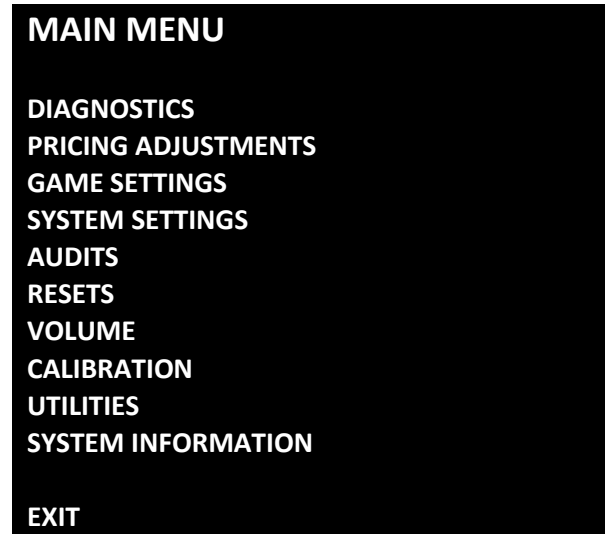 MAIN MENU
DIAGNOSTICS
PRICING ADJUSTMENTS
GAME SETTINGS
SYSTEM SETTINGS
AUDITS
RESETS
VOLUME
CALIBRATION
UTILITIES
SYSTEM INFORMATION
EXIT